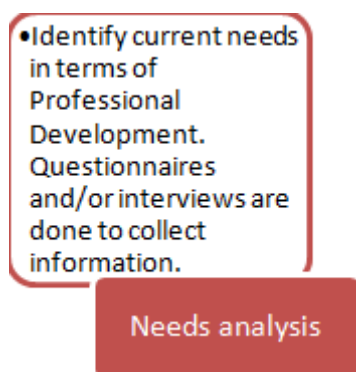 •Identify current needs
in terms of
Professional
Development.
Questionnaires
and/or interviews are
done to collect
information.
Needs analysis